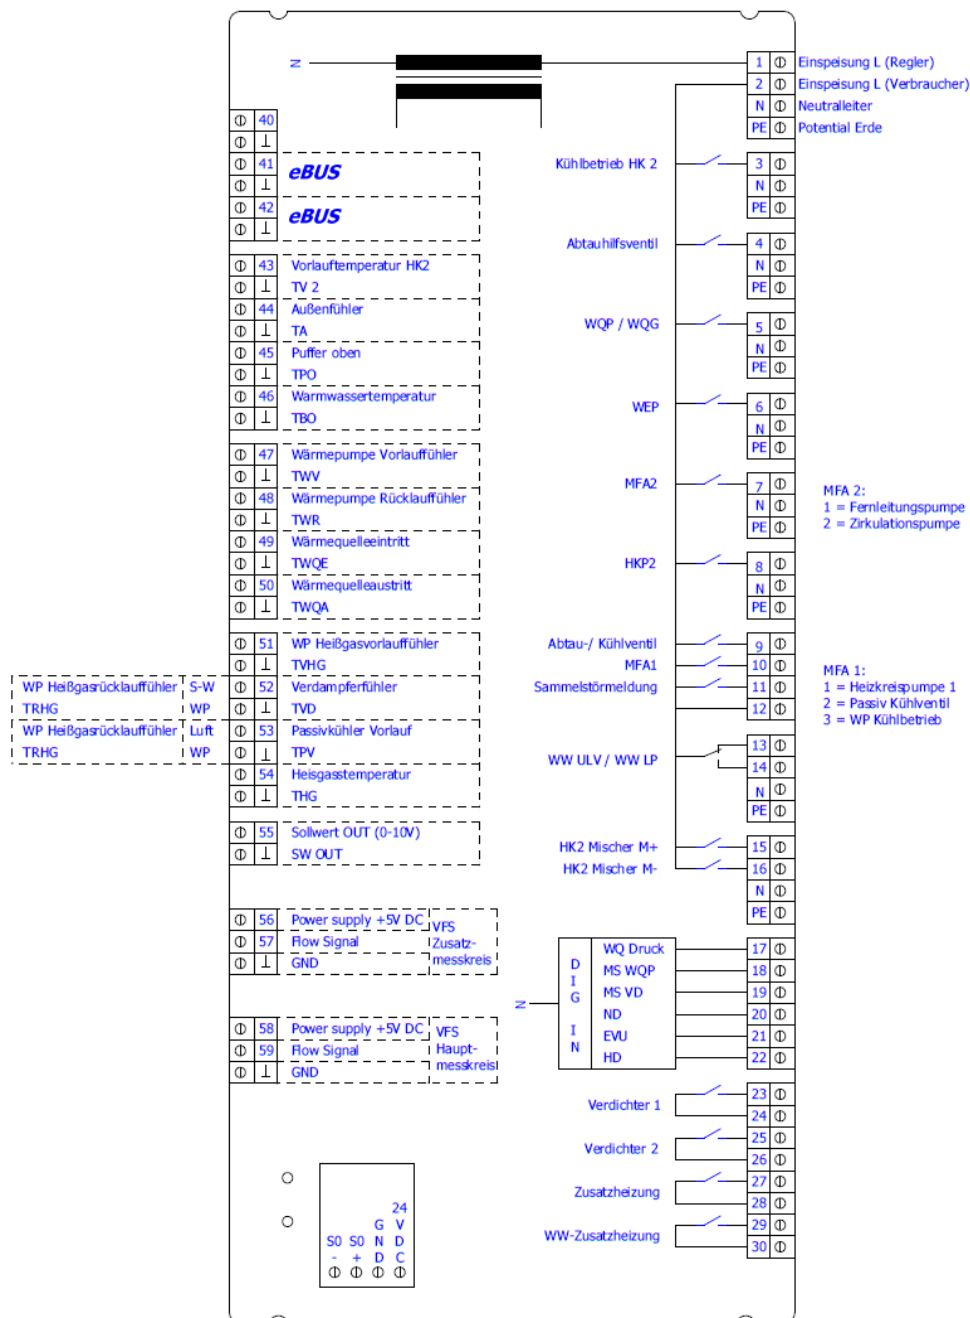 N
1 Einspeisung L (Regler)
2 Einspeisung L (Verbraucher)
N Neutralleiter
PE Potential Erde
40
⊥
41 eBUS
⊥
42 eBUS
⊥
43 Vorlauftemperatur HK2
⊥ TV 2
44 Außenfühler
⊥ TA
45 Puffer oben
⊥ TPO
46 Warmwassertemperatur
⊥ TBO
47 Wärmepumpe Vorlauffühler
⊥ TWV
48 Wärmepumpe Rücklauffühler
⊥ TWR
49 Wärmequelleeintritt
⊥ TWQE
50 Wärmequelleaustritt
⊥ TWQA
51 WP Heißgasvorlauffühler
⊥ TVHG
WP Heißgasrücklauffühler S-W 52 Verdampferfühler
TRHG WP ⊥ TVD
WP Heißgasrücklauffühler Luft 53 Passivkühler Vorlauf
TRHG WP ⊥ TPV
54 Heisgasstemperatur
⊥ THG
55 Sollwert OUT (0-10V)
⊥ SW OUT
56 Power supply +5V DC VFS
57 Flow Signal Zusatz-
⊥ GND messkreis
58 Power supply +5V DC VFS
59 Flow Signal Haupt-
⊥ GND messkreis
S0 - S0 + GND 24 VDC
Kühlbetrieb HK 2 3
N
PE
Abtauhilfsventil 4
N
PE
WQP / WQG 5
N
PE
WEP 6
N
PE
MFA2 7
N
PE
MFA 2:
1 = Fernleitungspumpe
2 = Zirkulationspumpe
HKP2 8
N
PE
Abtau-/ Kühlventil 9
MFA1 10
Sammelstörmeldung 11
12
MFA 1:
1 = Heizkreispumpe 1
2 = Passiv Kühlventil
3 = WP Kühlbetrieb
WW ULV / WW LP 13
14
N
PE
HK2 Mischer M+ 15
HK2 Mischer M- 16
N
PE
N
DIG IN
WQ Druck 17
MS WQP 18
MS VD 19
ND 20
EVU 21
HD 22
Verdichter 1 23
24
Verdichter 2 25
26
Zusatzheizung 27
28
WW-Zusatzheizung 29
30